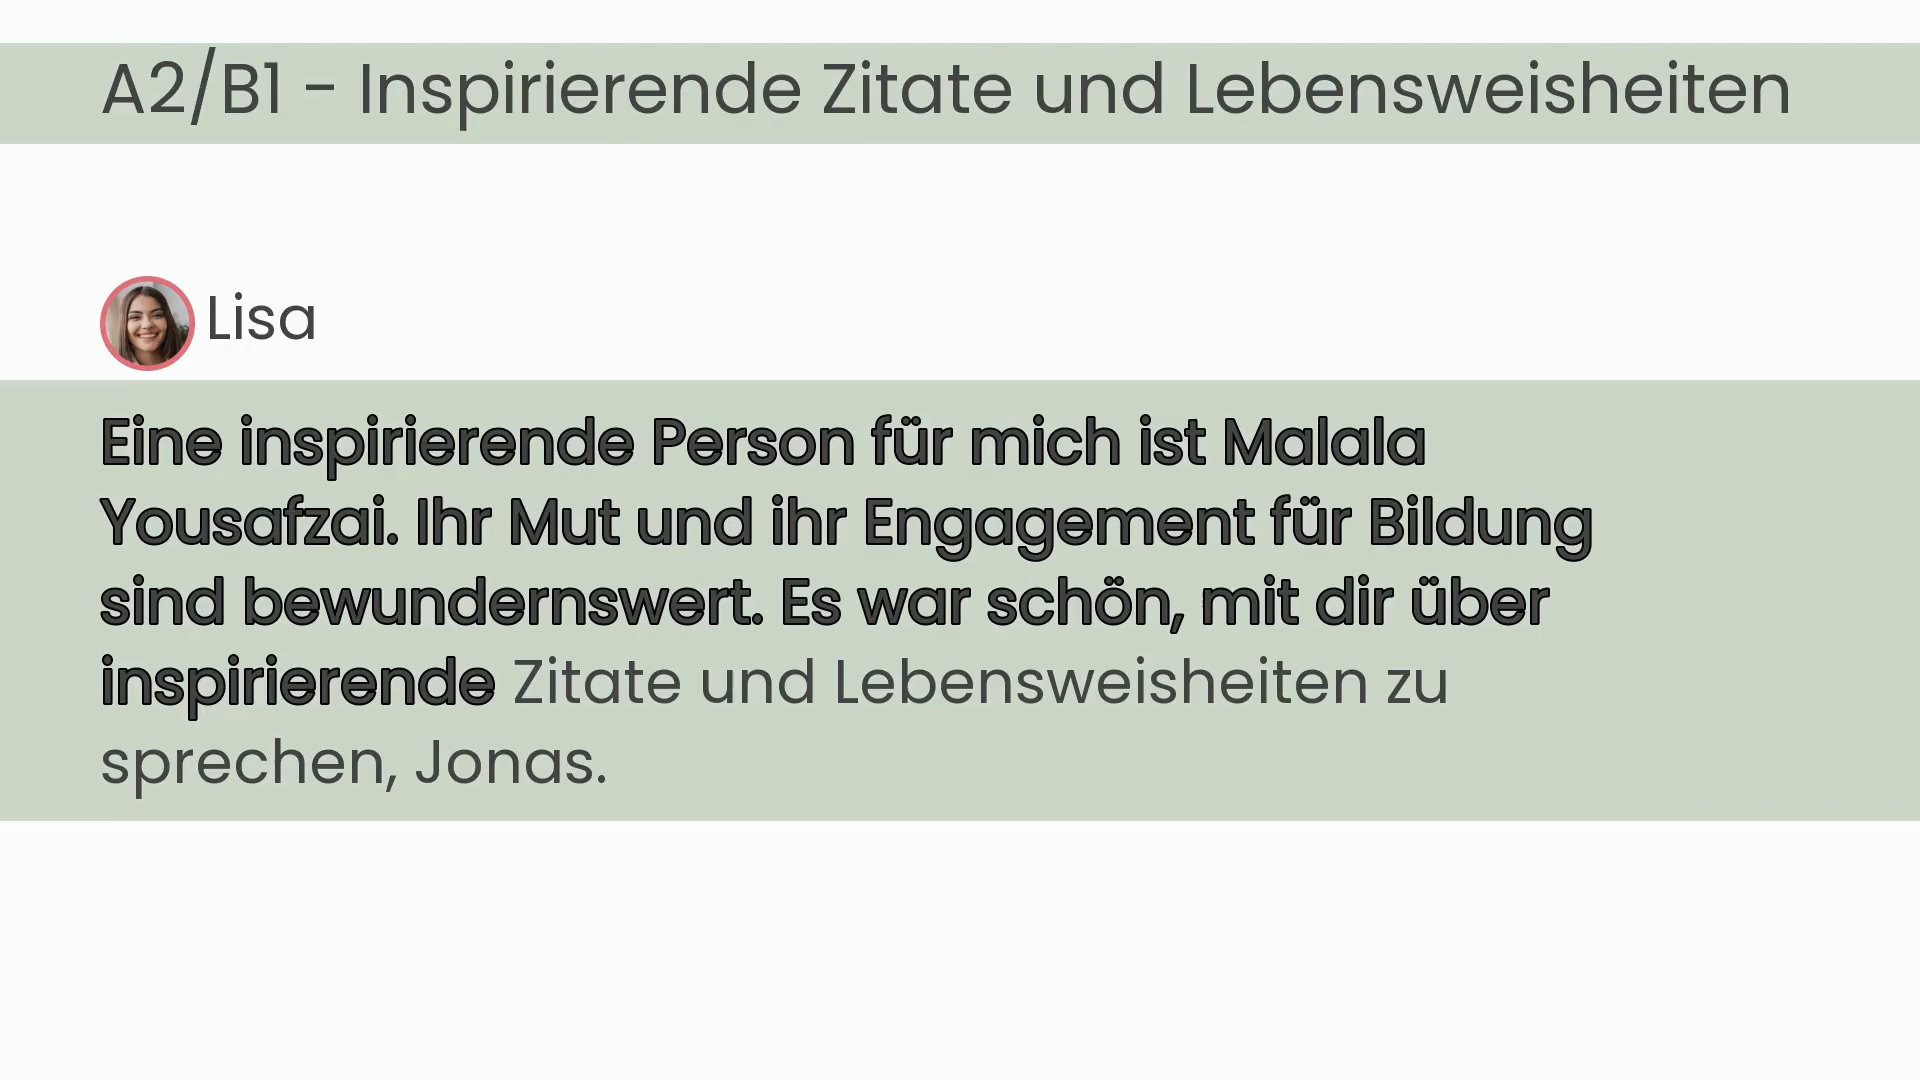 A2/B1 - Inspirierende Zitate und Lebensweisheiten
Lisa
Eine inspirierende Person für mich ist Malala
Yousafzai. Ihr Mut und ihr Engagement für Bildung
sind bewundernswert. Es war schön, mit dir über
inspirierende Zitate und Lebensweisheiten zu
sprechen, Jonas.